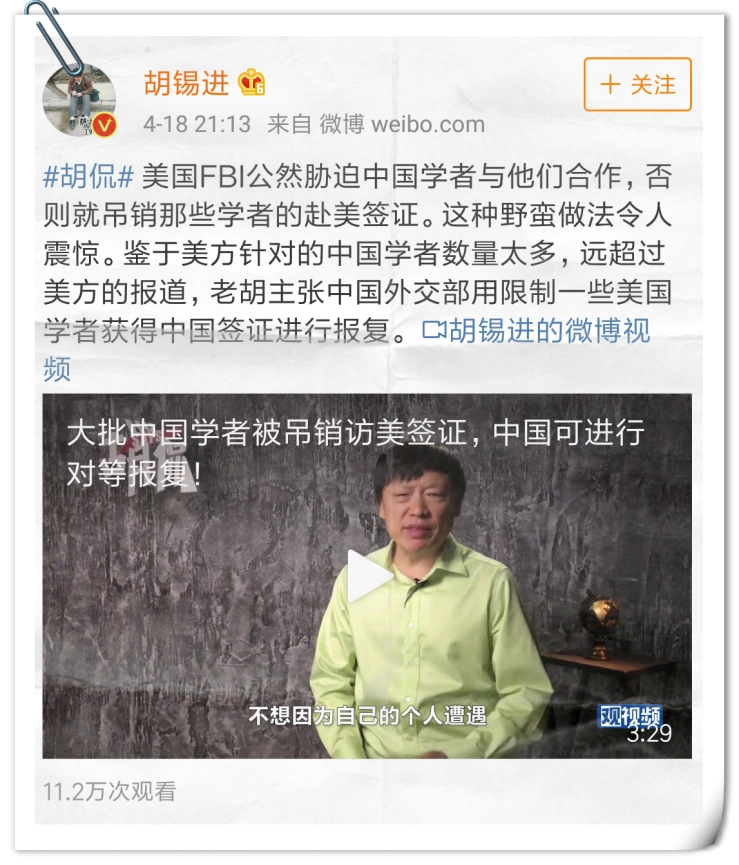 胡锡进
+ 关注
4-18 21:13 来自 微博 weibo.com
#胡侃# 美国FBI公然胁迫中国学者与他们合作，否
则就吊销那些学者的赴美签证。这种野蛮做法令人
震惊。鉴于美方针对的中国学者数量太多，远超过
美方的报道，老胡主张中国外交部用限制一些美国
学者获得中国签证进行报复。胡锡进的微博视
频
大批中国学者被吊销访美签证，中国可进行
对等报复！
不想因为自己的个人遭遇
观视频
3:29
11.2万次观看